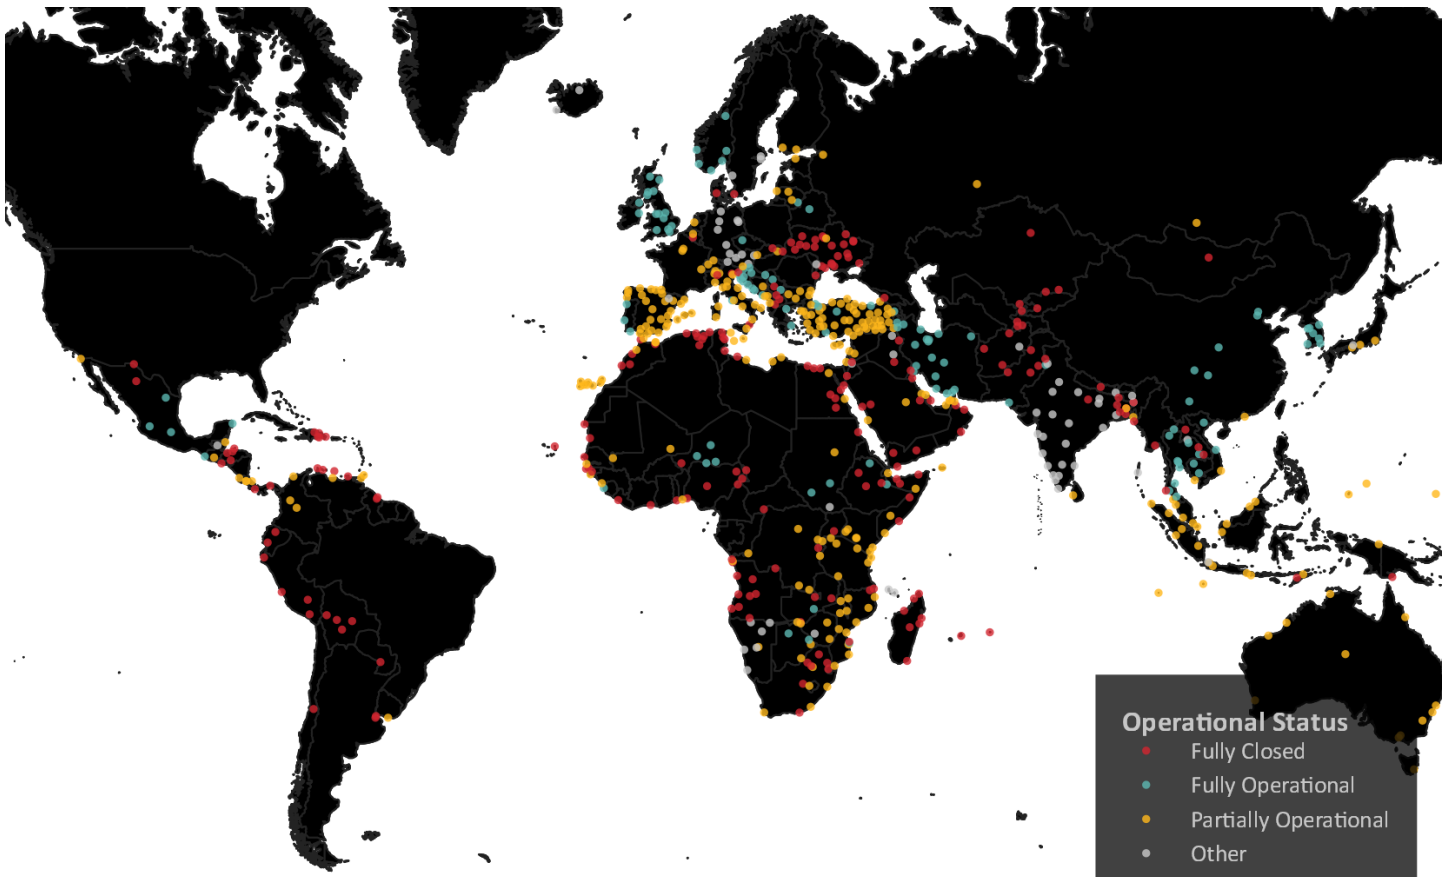 Operational Status
Fully Closed
Fully Operational
Partially Operational
Other